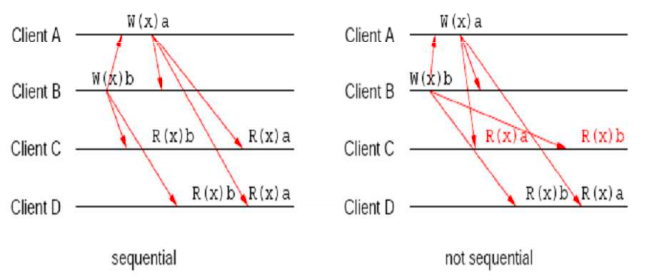 W(x)a
Client A
W(x)b
Client B
R(x)b R(x)a
Client C
R(x)b R(x)a
Client D
sequential
W(x)a
Client A
W(x)b
Client B
R(x)a R(x)b
Client C
R(x)b R(x)a
Client D
not sequential